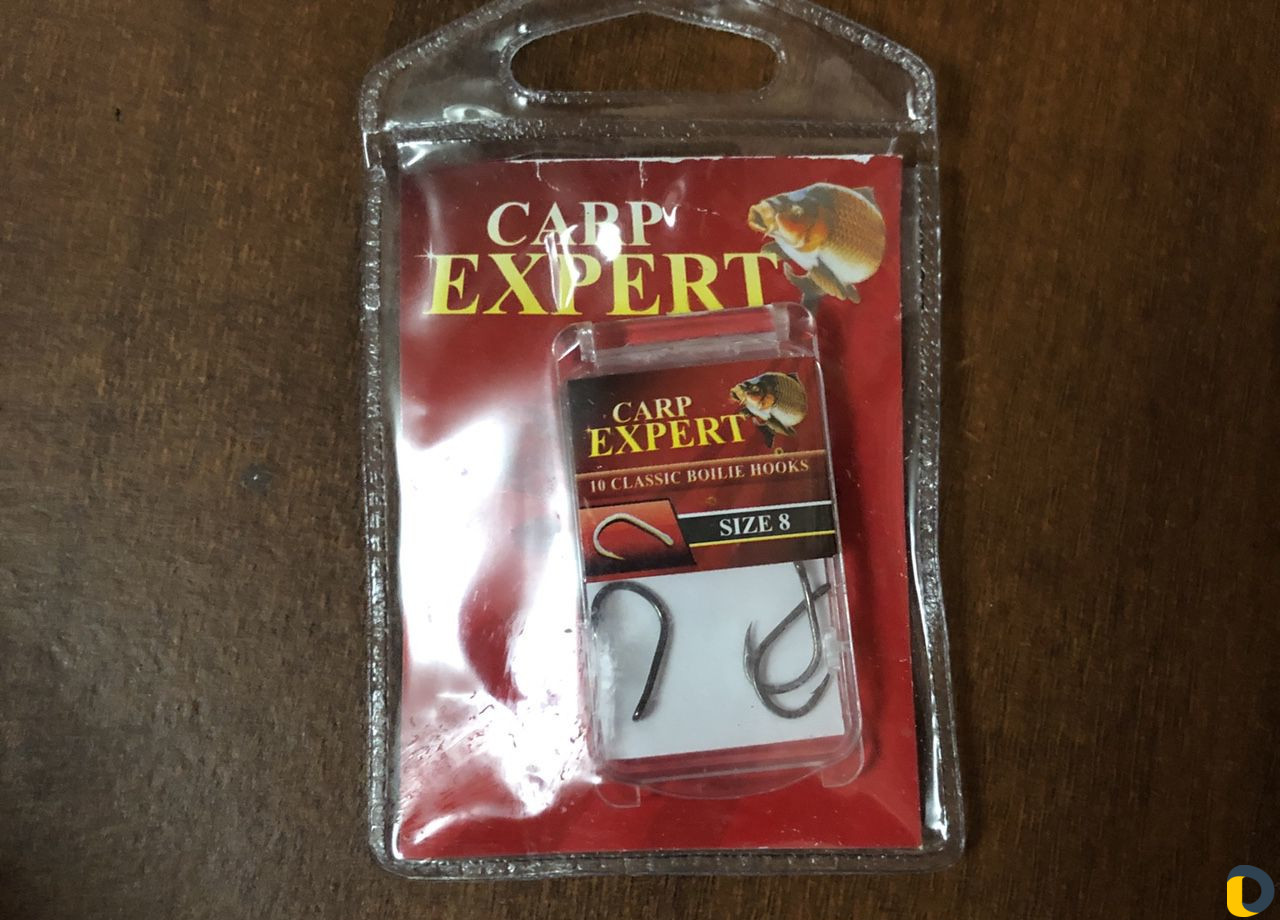 CARP
EXPERT
CARP
EXPERT
10 CLASSIC BOILIE HOOKS
SIZE 8